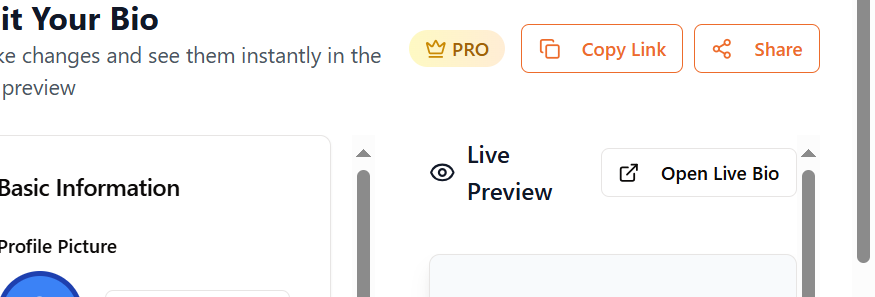 it Your Bio
ke changes and see them instantly in the
preview
PRO
Copy Link
Share
Basic Information
Profile Picture
Live
Preview
Open Live Bio